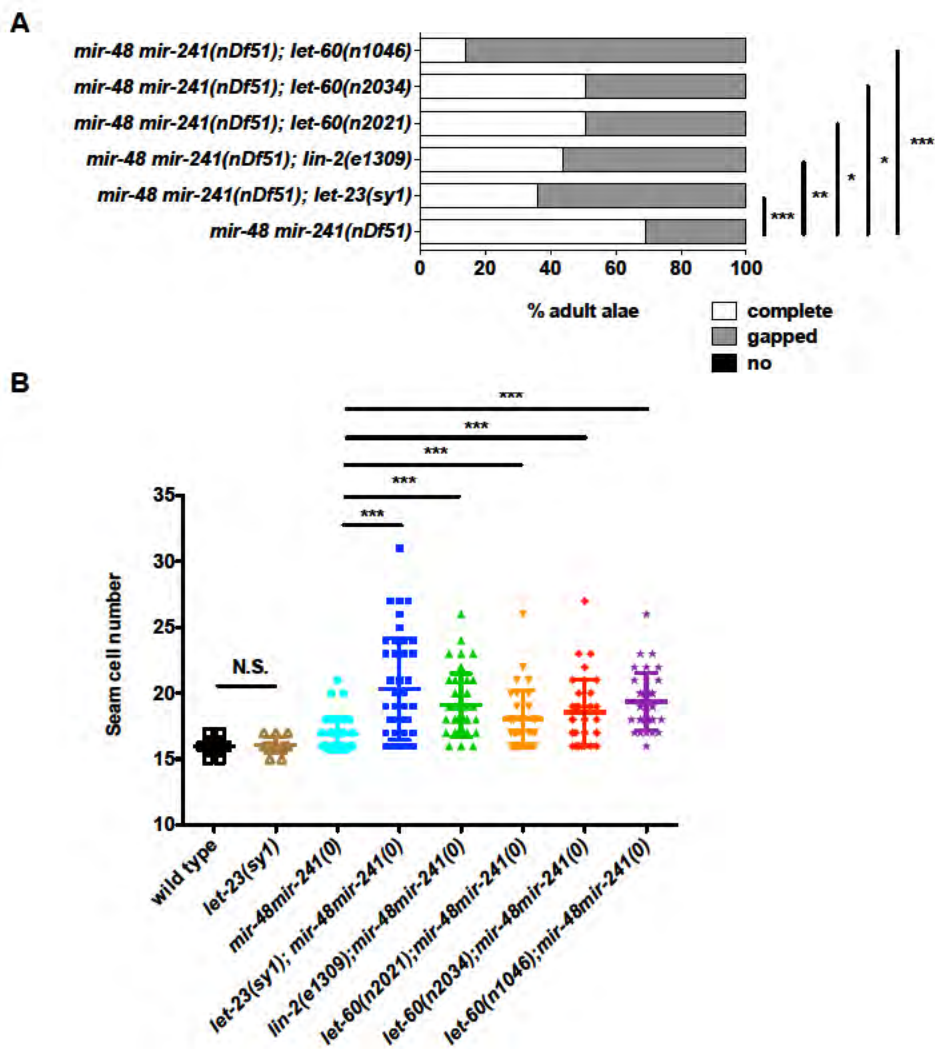 A
mir-48 mir-241(nDf51); let-60(n1046)
mir-48 mir-241(nDf51); let-60(n2034)
mir-48 mir-241(nDf51); let-60(n2021)
mir-48 mir-241(nDf51); lin-2(e1309)
mir-48 mir-241(nDf51); let-23(sy1)
mir-48 mir-241(nDf51)
*** ** * * ***
0 20 40 60 80 100
% adult alae
complete
gapped
no
B
***
***
***
***
***
N.S.
Seam cell number
35
30
25
20
15
10
wild type
let-23(sy1)
mir-48mir-241(0)
let-23(sy1); mir-48mir-241(0)
lin-2(e1309);mir-48mir-241(0)
let-60(n2021);mir-48mir-241(0)
let-60(n2034);mir-48mir-241(0)
let-60(n1046);mir-48mir-241(0)